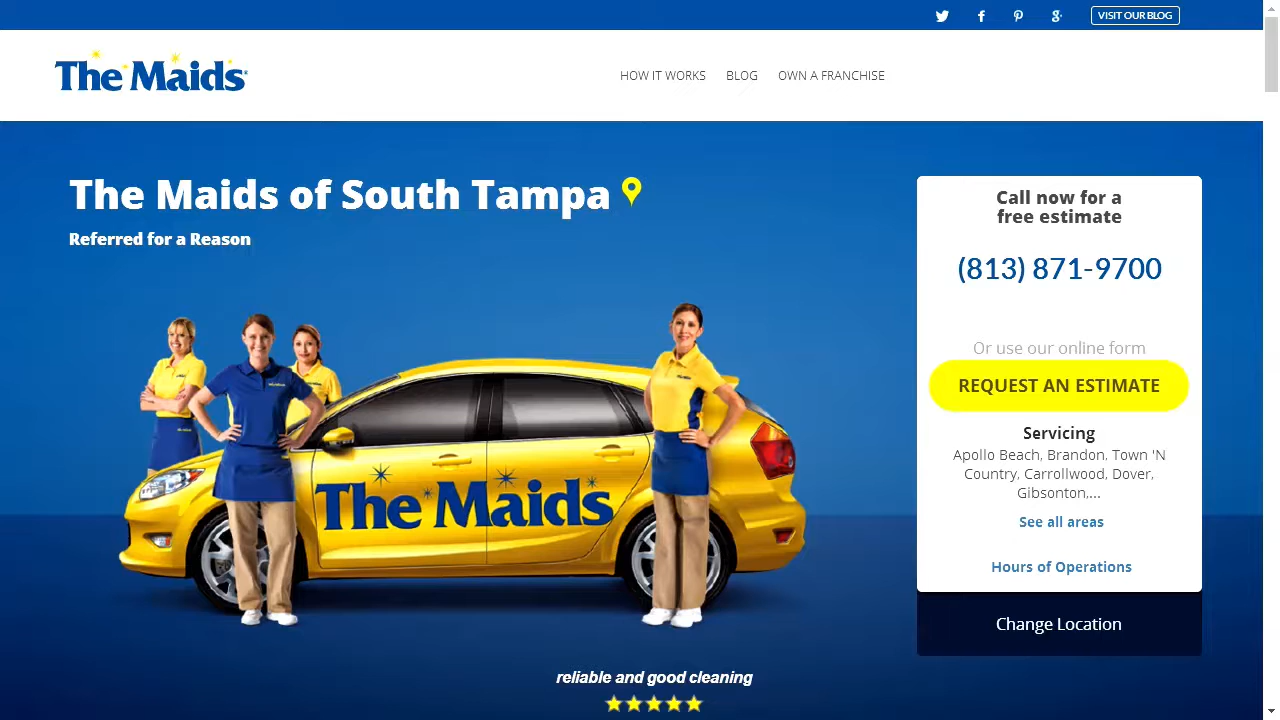 VISIT OUR BLOG
The Maids
HOW IT WORKS BLOG OWN A FRANCHISE
The Maids of South Tampa
Referred for a Reason
Call now for a
free estimate
(813) 871-9700
Or use our online form
REQUEST AN ESTIMATE
Servicing
Apollo Beach, Brandon, Town 'N
Country, Carrollwood, Dover,
Gibsonton,...
See all areas
Hours of Operations
Change Location
The Maids
reliable and good cleaning